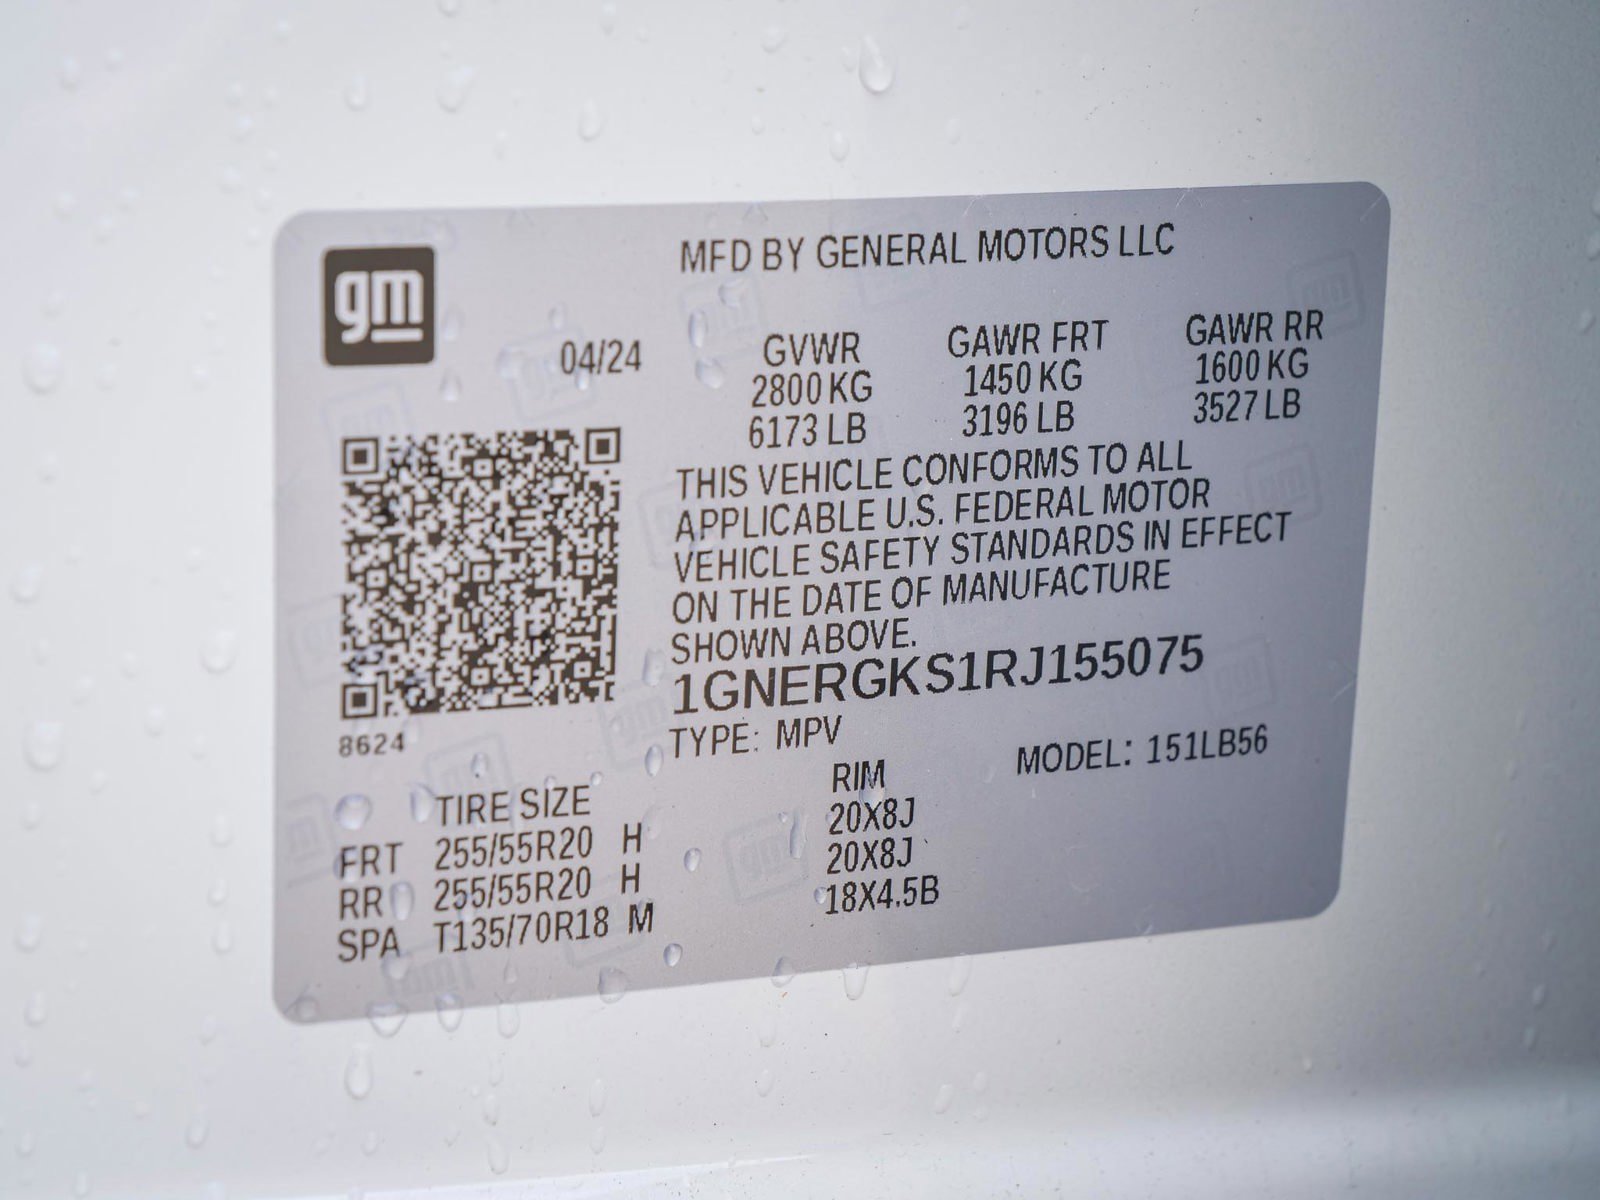 gm
MFD BY GENERAL MOTORS LLC
04/24
GVWR GAWR FRT GAWR RR
2800 KG 1450 KG 1600 KG
6173 LB 3196 LB 3527 LB
THIS VEHICLE CONFORMS TO ALL
APPLICABLE U.S. FEDERAL MOTOR
VEHICLE SAFETY STANDARDS IN EFFECT
ON THE DATE OF MANUFACTURE
SHOWN ABOVE.
1GNERGKS1RJ155075
8624
TYPE: MPV MODEL: 151LB56
TIRE SIZE RIM
FRT 255/55R20 H 20X8J
RR 255/55R20 H 20X8J
SPA T135/70R18 M 18X4.5B